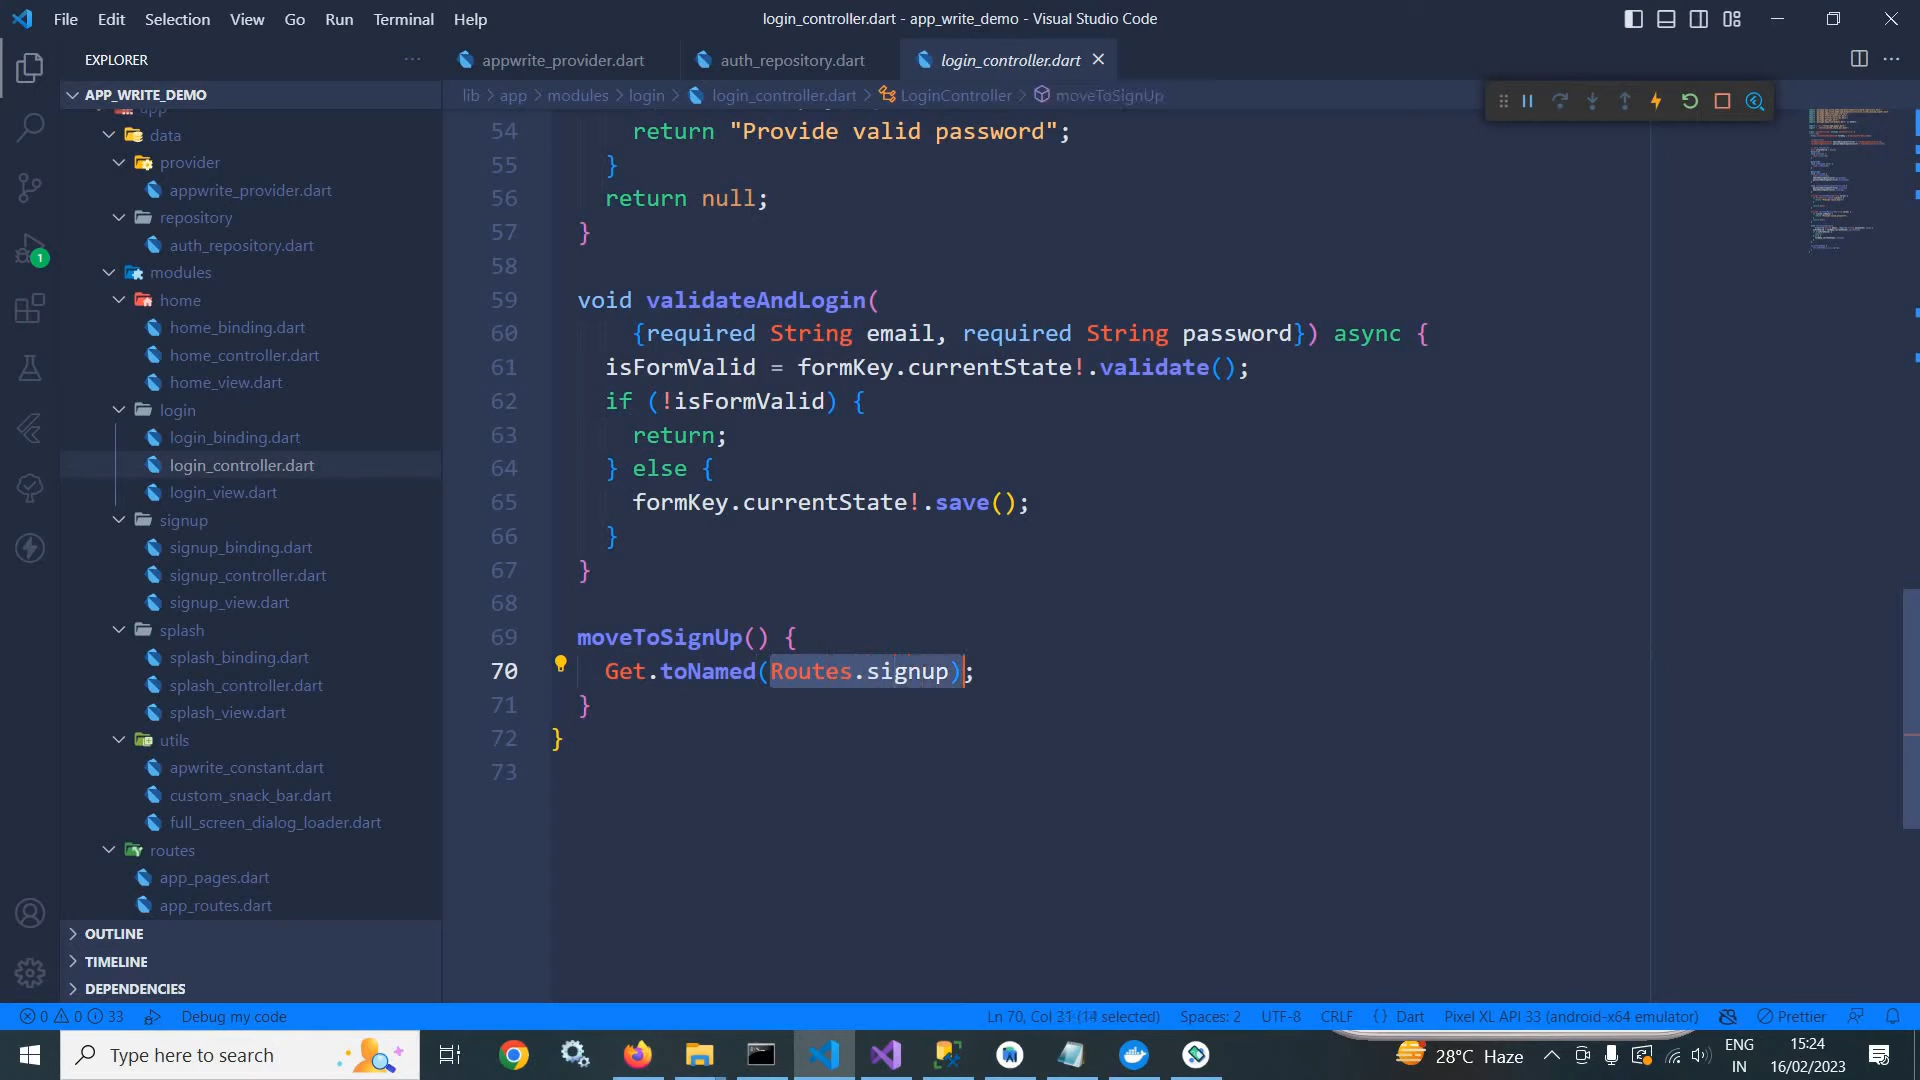 File Edit Selection View Go Run Terminal Help
login_controller.dart - app_write_demo - Visual Studio Code
EXPLORER
appwrite_provider.dart
auth_repository.dart
login_controller.dart
APP_WRITE_DEMO
lib > app > modules > login > login_controller.dart > LoginController > moveToSignUp
app
data
provider
appwrite_provider.dart
repository
auth_repository.dart
modules
home
home_binding.dart
home_controller.dart
home_view.dart
login
login_binding.dart
login_controller.dart
login_view.dart
signup
signup_binding.dart
signup_controller.dart
signup_view.dart
splash
splash_binding.dart
splash_controller.dart
splash_view.dart
utils
apwrite_constant.dart
custom_snack_bar.dart
full_screen_dialog_loader.dart
routes
app_pages.dart
app_routes.dart
OUTLINE
TIMELINE
DEPENDENCIES
1
54 return "Provide valid password";
55 }
56 return null;
57 }
58
59 void validateAndLogin(
60 {required String email, required String password}) async {
61 isFormValid = formKey.currentState!.validate();
62 if (!isFormValid) {
63 return;
64 } else {
65 formKey.currentState!.save();
66 }
67 }
68
69 moveToSignUp() {
70 Get.toNamed(Routes.signup);
71 }
72 }
73
0 0 33 Debug my code
Ln 70, Col 31 (14 selected) Spaces: 2 UTF-8 CRLF {} Dart Pixel XL API 33 (android-x64 emulator) Prettier
Type here to search
28°C Haze
ENG
IN
15:24
16/02/2023